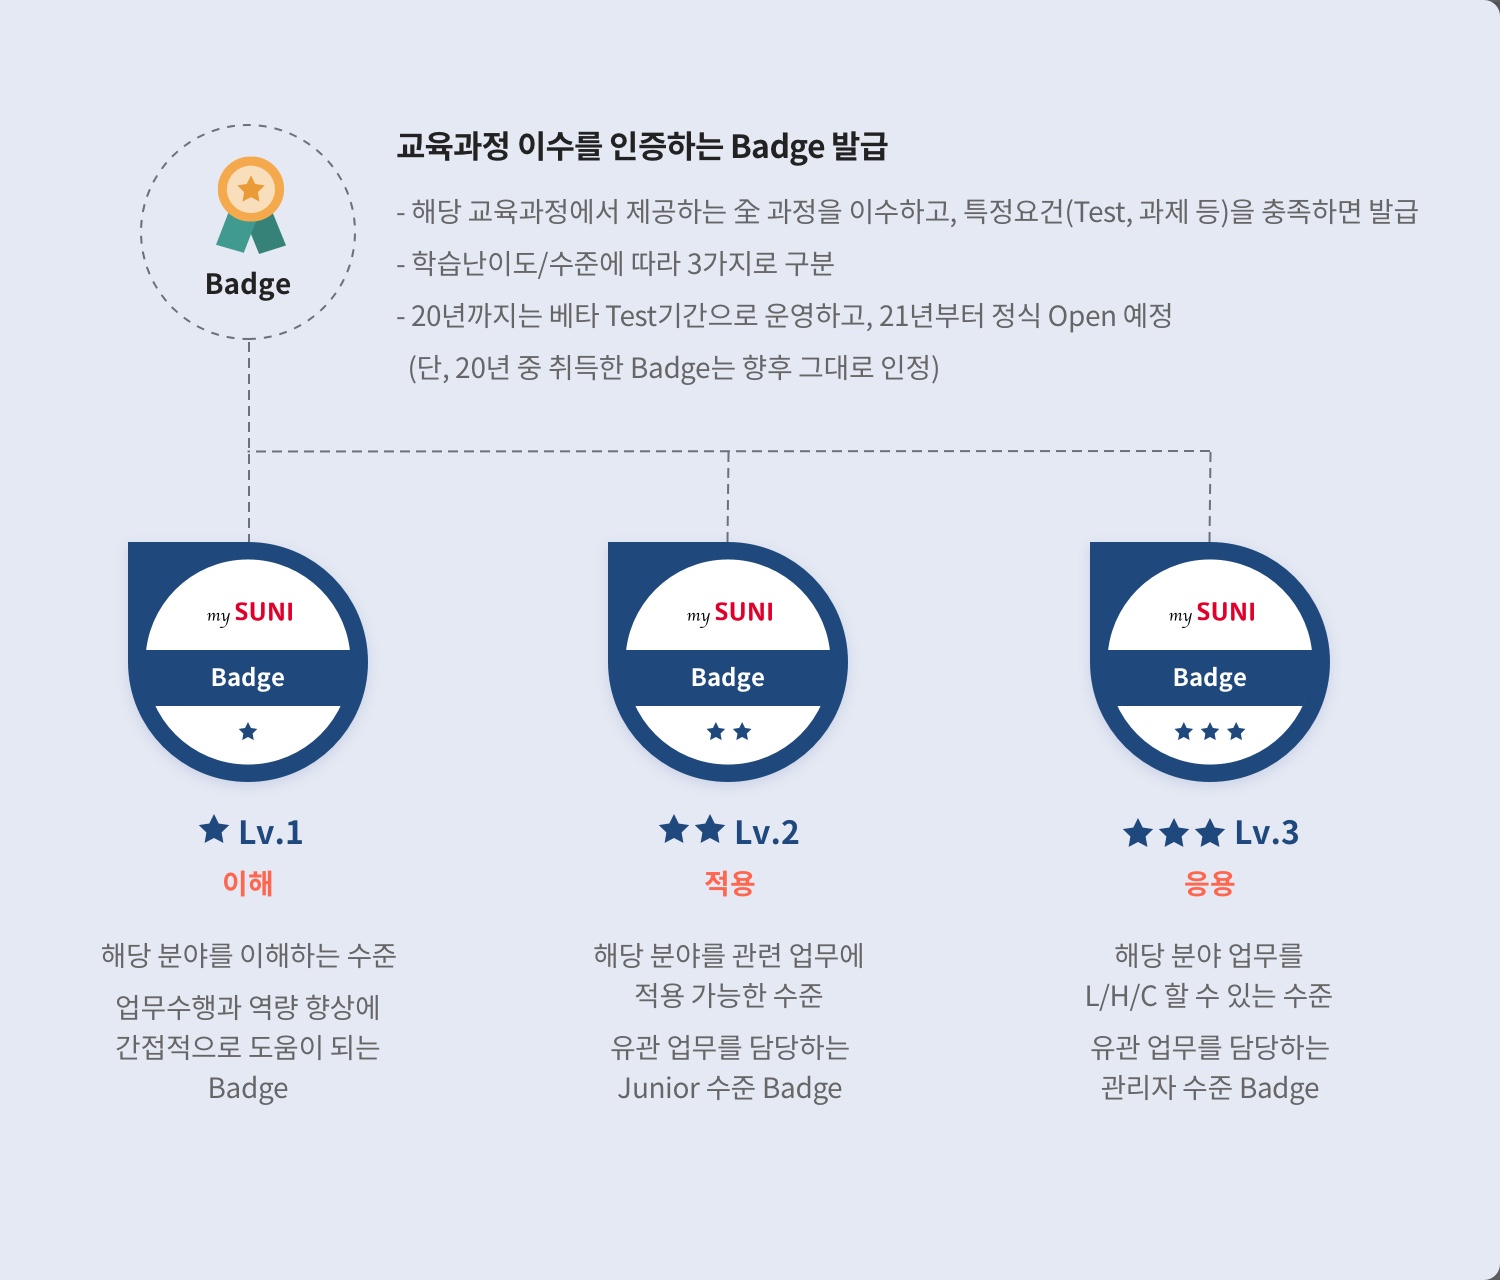 교육과정 이수를 인증하는 Badge 발급
- 해당 교육과정에서 제공하는 全 과정을 이수하고, 특정요건(Test, 과제 등)을 충족하면 발급
- 학습난이도/수준에 따라 3가지로 구분
- 20년까지는 베타 Test기간으로 운영하고, 21년부터 정식 Open 예정
(단, 20년 중 취득한 Badge는 향후 그대로 인정)
Badge
my SUNI
Badge
Lv.1
이해
해당 분야를 이해하는 수준
업무수행과 역량 향상에
간접적으로 도움이 되는
Badge
my SUNI
Badge
Lv.2
적용
해당 분야를 관련 업무에
적용 가능한 수준
유관 업무를 담당하는
Junior 수준 Badge
my SUNI
Badge
Lv.3
응용
해당 분야 업무를
L/H/C 할 수 있는 수준
유관 업무를 담당하는
관리자 수준 Badge